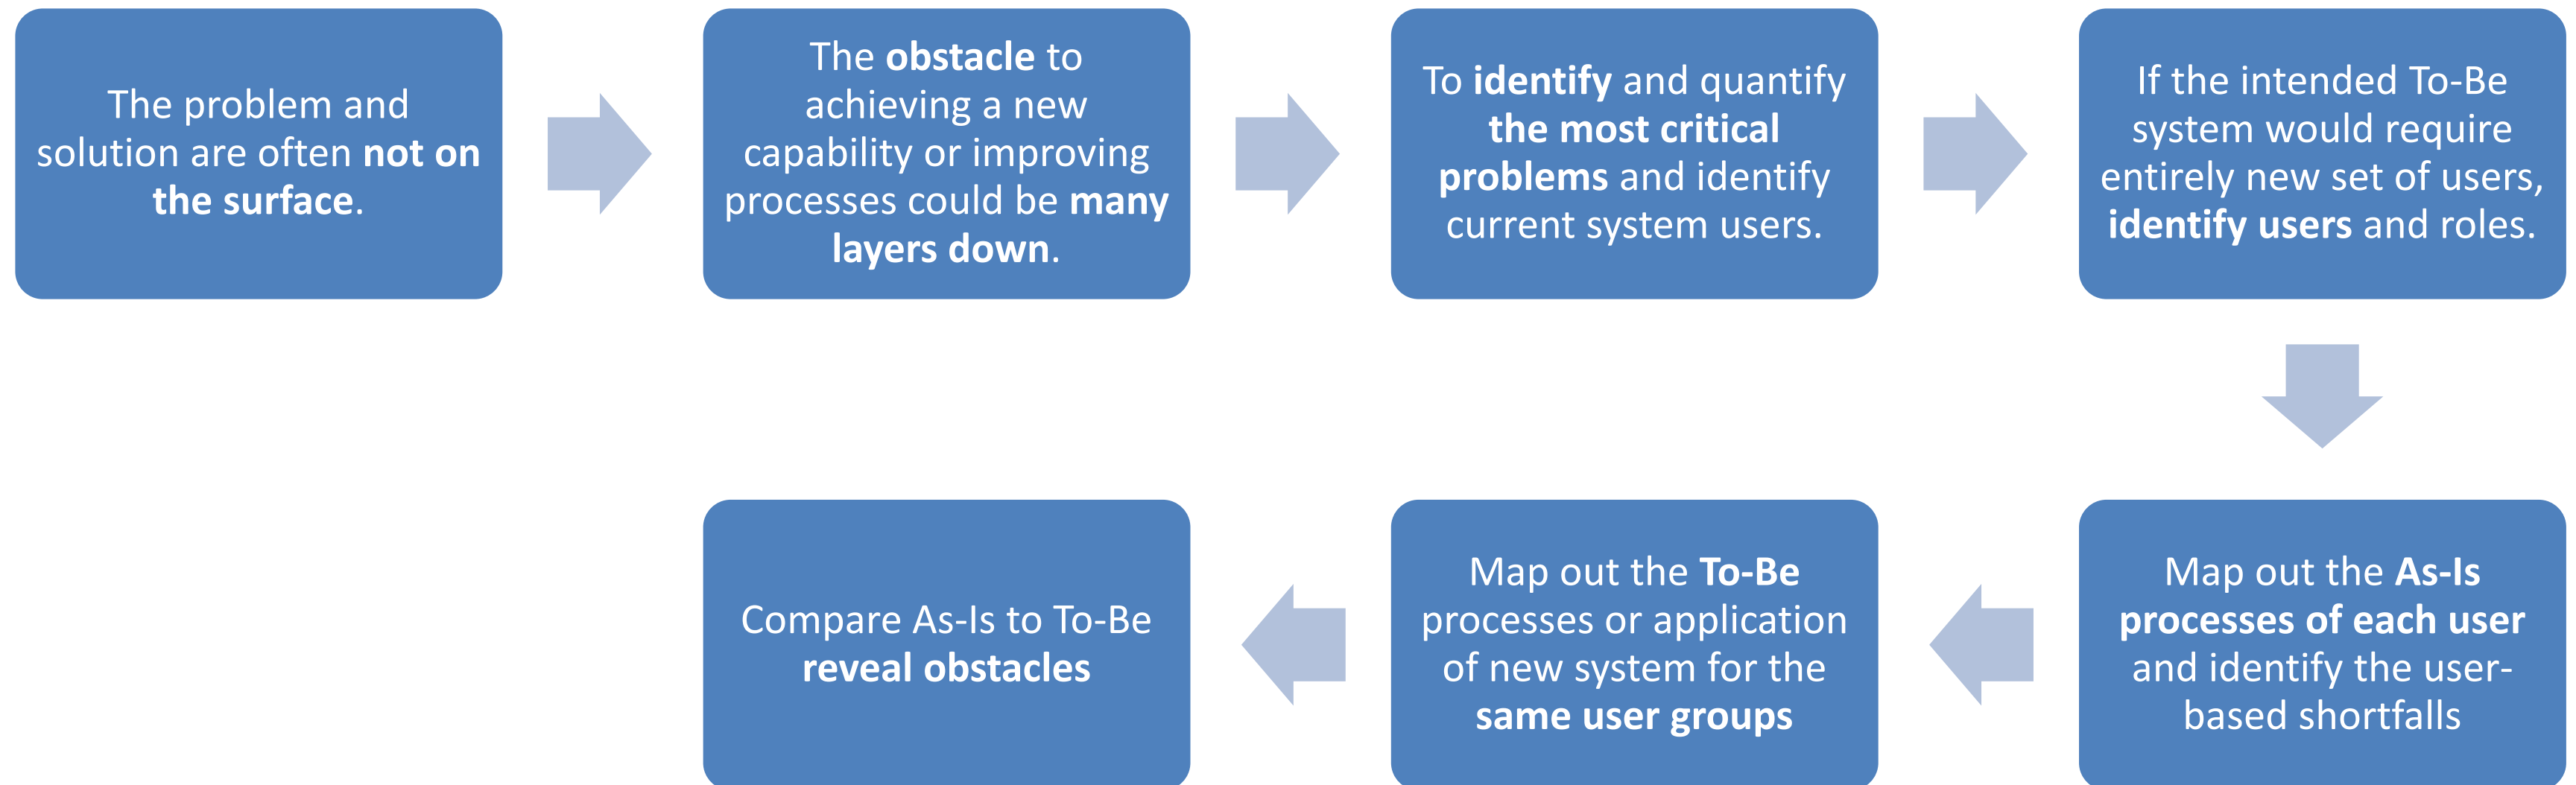 The problem and
solution are often not on
the surface.
The obstacle to
achieving a new
capability or improving
processes could be many
layers down.
To identify and quantify
the most critical
problems and identify
current system users.
If the intended To-Be
system would require
entirely new set of users,
identify users and roles.
Map out the As-Is
processes of each user
and identify the user-
based shortfalls
Map out the To-Be
processes or application
of new system for the
same user groups
Compare As-Is to To-Be
reveal obstacles